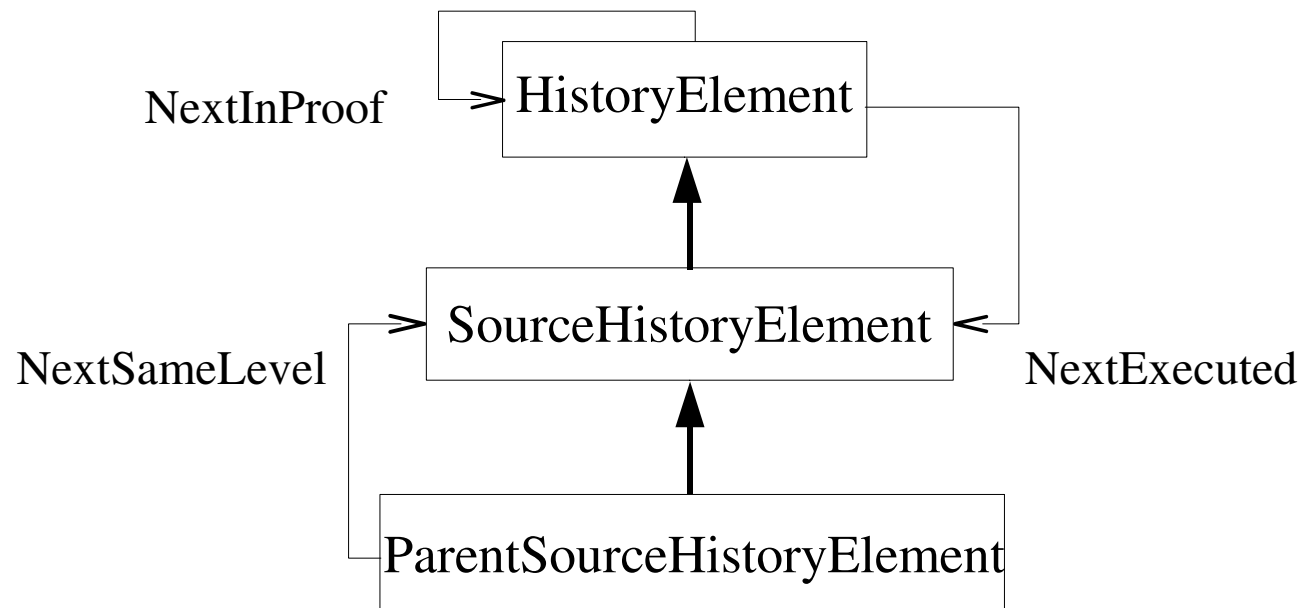 HistoryElement
NextInProof
SourceHistoryElement
NextSameLevel
NextExecuted
ParentSourceHistoryElement